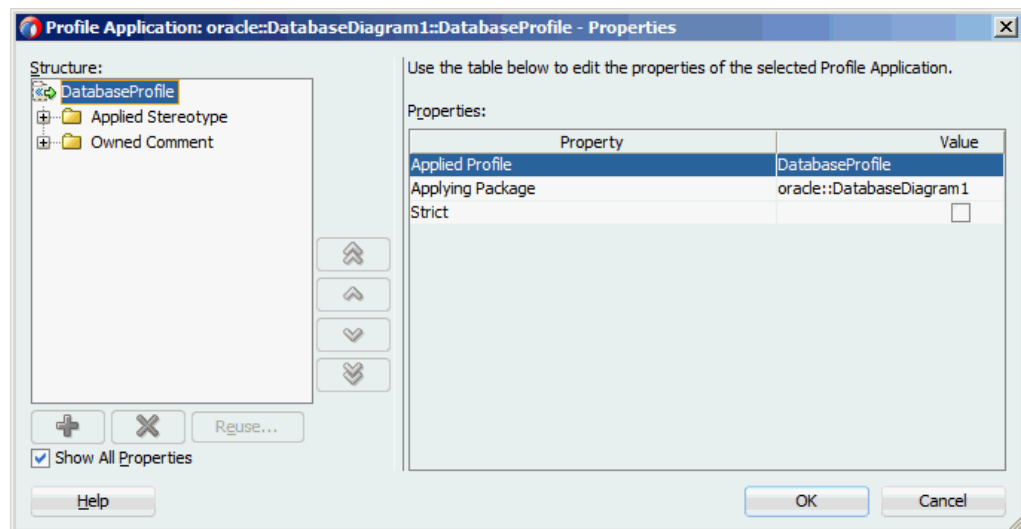 Profile Application: oracle::DatabaseDiagram1::DatabaseProfile - Properties
Structure:
DatabaseProfile
Applied Stereotype
Owned Comment
Reuse...
Show All Properties
Use the table below to edit the properties of the selected Profile Application.
Properties:
Property Value
Applied Profile DatabaseProfile
Applying Package oracle::DatabaseDiagram1
Strict
Help OK Cancel